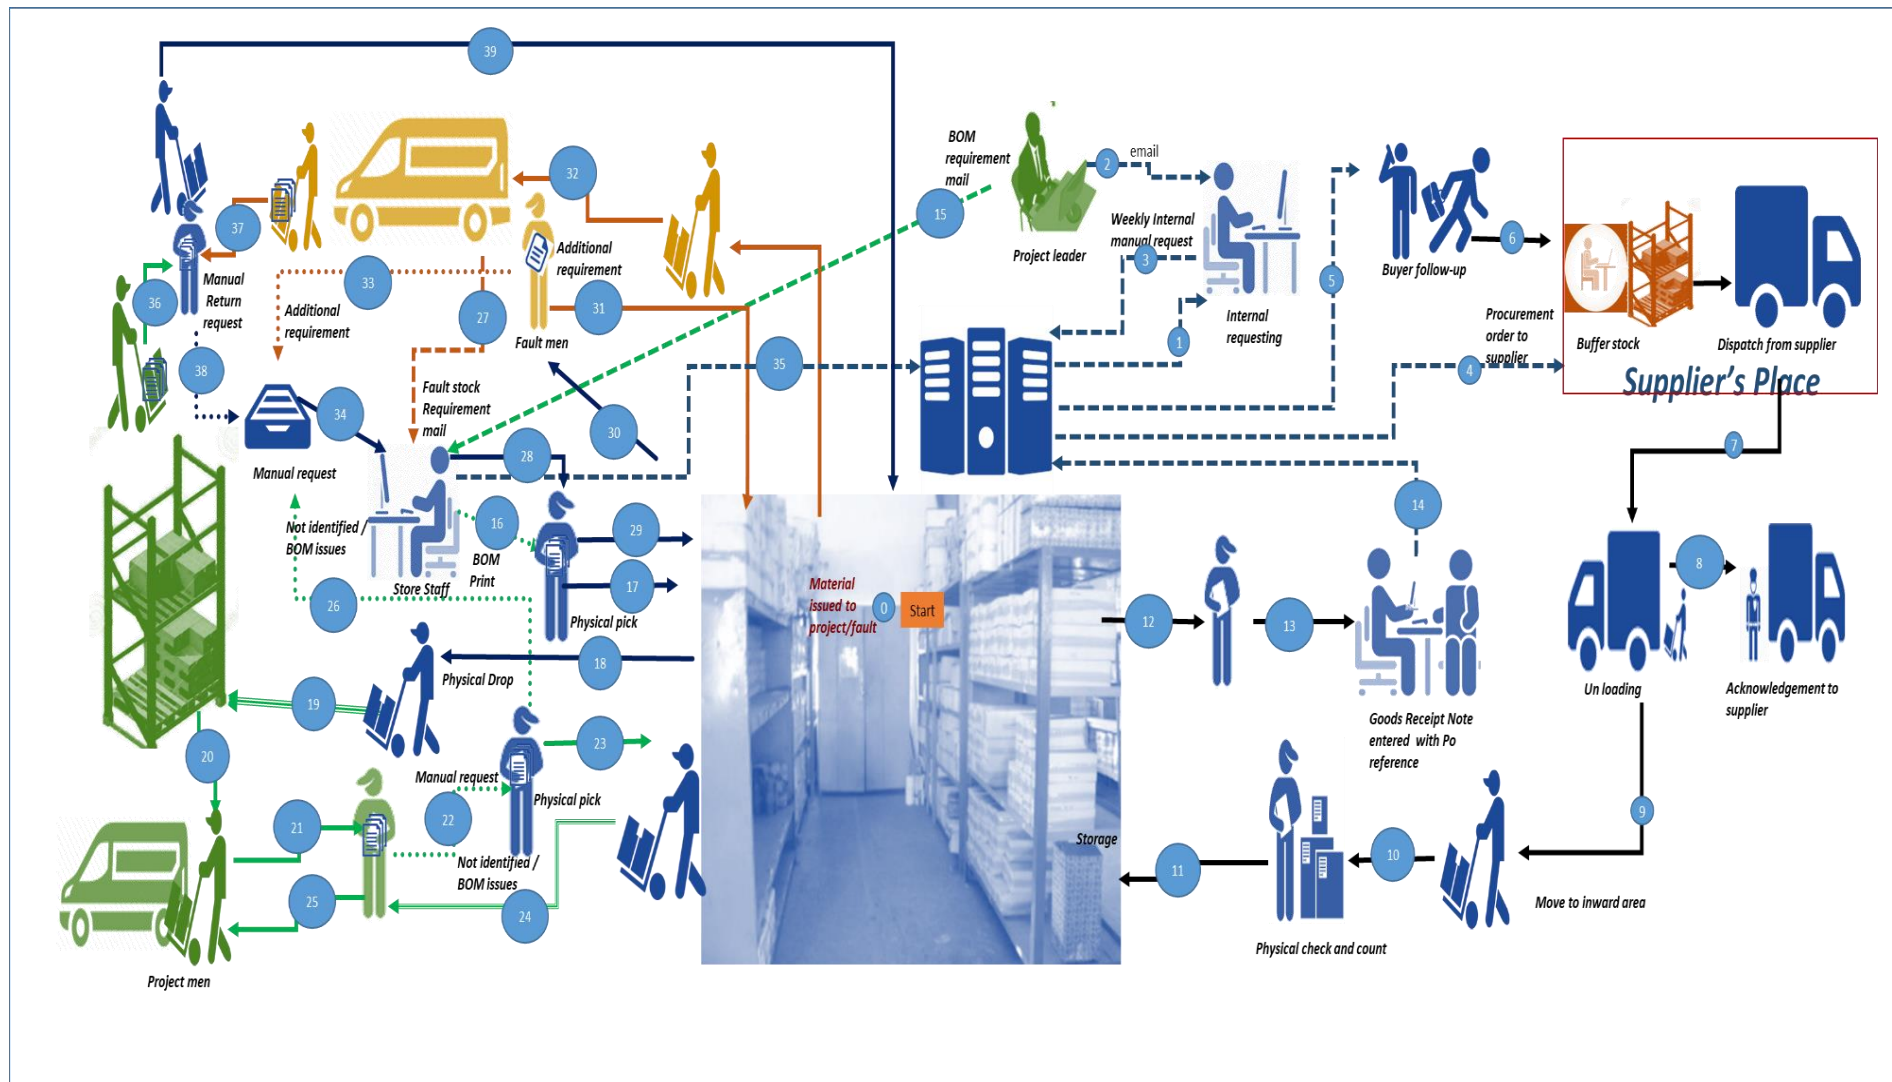 39
BOM
requirement
mail
2
email
32
15
Weekly Internal
manual request
3
Project leader
Internal
requesting
1
5
Buyer follow-up
6
Procurement
order to
supplier
4
Buffer stock
Dispatch from supplier
Supplier's Place
37
36
Manual
Return
request
38
33
Additional
requirement
Additional
requirement
27
31
Fault men
35
30
Fault stock
Requirement
mail
34
Manual request
28
Not identified /
BOM issues
16
BOM
Print
Store Staff
29
17
Physical pick
26
18
Physical Drop
19
20
23
Manual request
Physical pick
21
22
Not identified /
BOM issues
25
24
Project men
Material
issued to
project/fault
0
Start
Storage
12
13
14
Goods Receipt Note
entered with Po
reference
7
8
Un loading
Acknowledgement to
supplier
9
10
11
Move to inward area
Physical check and count